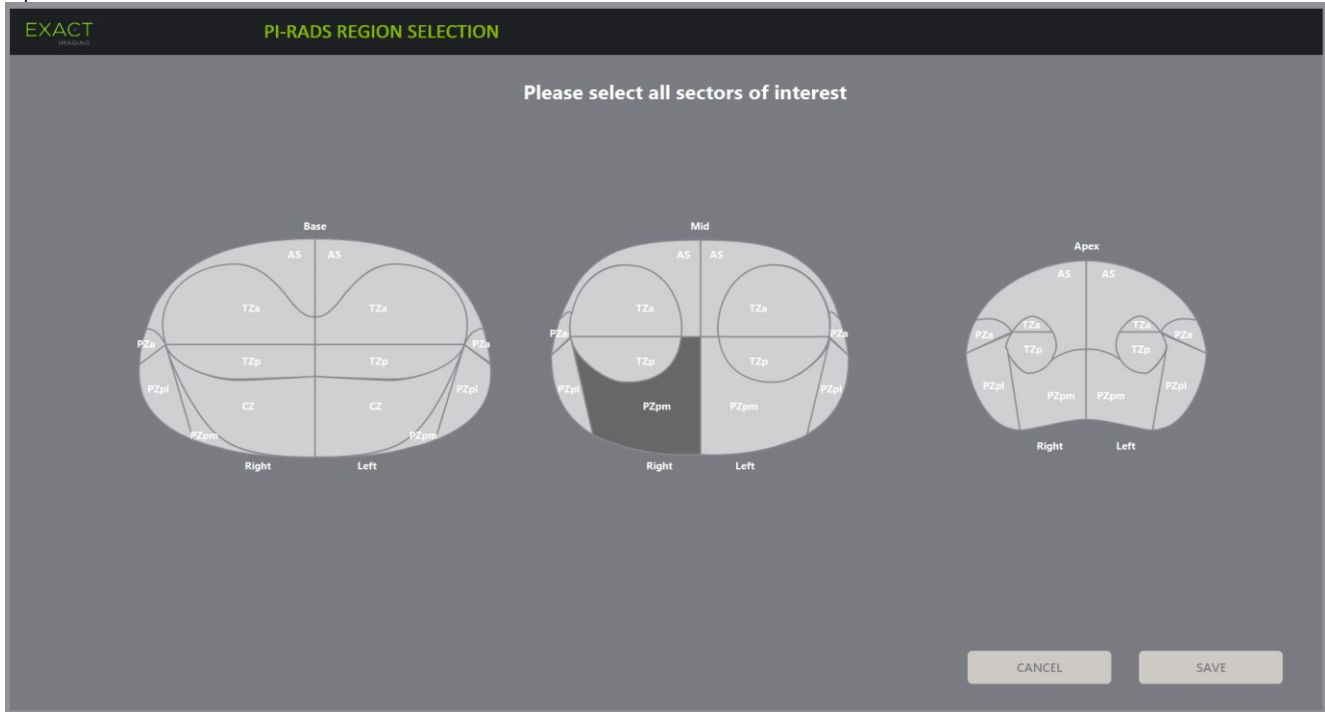 EXACT
IMAGING
PI-RADS REGION SELECTION
Please select all sectors of interest
Base
AS AS
TZa TZa
PZa PZa
TZp TZp
PZpl PZpl
CZ CZ
PZpm PZpm
Right Left
Mid
AS AS
TZa TZa
PZa PZa
TZp TZp
PZpl PZpl
PZpm PZpm
Right Left
Apex
AS AS
TZa TZa
PZa PZa
TZp TZp
PZpl PZpl
PZpm PZpm
Right Left
CANCEL SAVE